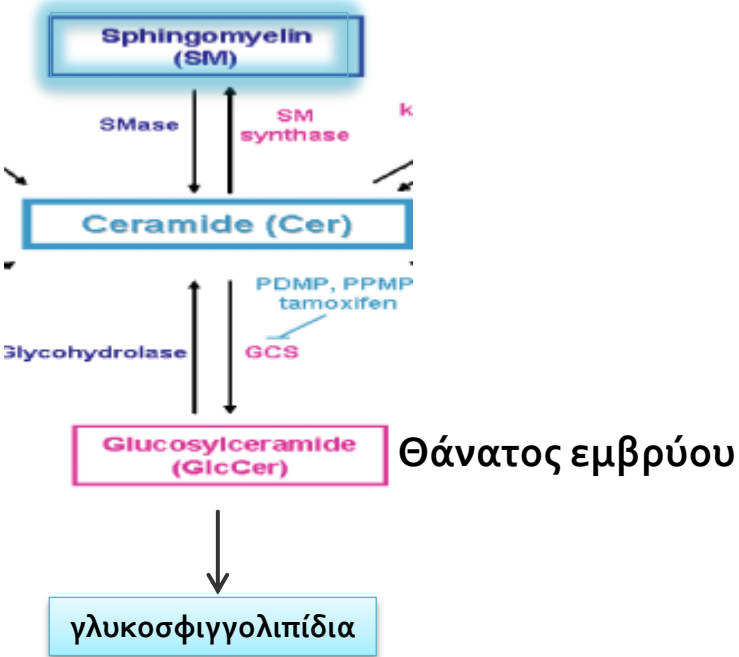 Sphingomyelin
(SM)
SMase
SM
synthase
k
Ceramide (Cer)
PDMP, PPMP
tamoxifen
Glycohydrolase
GCS
Glucosylceramide
(GlcCer)
Θάνατος εμβρύου
γλυκοσφιγγολιπίδια